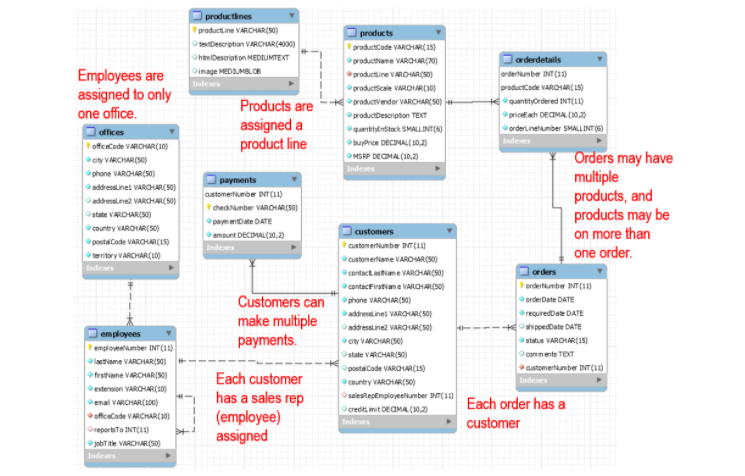 productlines
productLine VARCHAR(50)
textDescription VARCHAR(4000)
htmlDescription MEDIUMTEXT
image MEDIUMBLOB
Indexes
products
productCode VARCHAR(15)
productName VARCHAR(70)
productLine VARCHAR(50)
productScale VARCHAR(10)
productVendor VARCHAR(50)
productDescription TEXT
quantityInStock SMALLINT(6)
buyPrice DECIMAL(10,2)
MSRP DECIMAL(10,2)
Indexes
orderdetails
orderNumber INT(11)
productCode VARCHAR(15)
quantityOrdered INT(11)
priceEach DECIMAL(10,2)
orderLineNumber SMALLINT(6)
Indexes
Employees are
assigned to only
one office.
Products are
assigned a
product line
offices
officeCode VARCHAR(10)
city VARCHAR(50)
phone VARCHAR(50)
addressLine1 VARCHAR(50)
addressLine2 VARCHAR(50)
state VARCHAR(50)
country VARCHAR(50)
postalCode VARCHAR(15)
territory VARCHAR(10)
Indexes
payments
customerNumber INT(11)
checkNumber VARCHAR(50)
paymentDate DATE
amount DECIMAL(10,2)
Indexes
Orders may have
multiple
products, and
products may be
on more than
one order.
customers
customerNumber INT(11)
customerName VARCHAR(50)
contactLastName VARCHAR(50)
contactFirstName VARCHAR(50)
phone VARCHAR(50)
addressLine1 VARCHAR(50)
addressLine2 VARCHAR(50)
city VARCHAR(50)
state VARCHAR(50)
postalCode VARCHAR(15)
country VARCHAR(50)
salesRepEmployeeNumber INT(11)
creditLimit DECIMAL(10,2)
Indexes
orders
orderNumber INT(11)
orderDate DATE
requiredDate DATE
shippedDate DATE
status VARCHAR(15)
comments TEXT
customerNumber INT(11)
Indexes
Customers can
make multiple
payments.
employees
employeeNumber INT(11)
lastName VARCHAR(50)
firstName VARCHAR(50)
extension VARCHAR(10)
email VARCHAR(100)
officeCode VARCHAR(10)
reportsTo INT(11)
jobTitle VARCHAR(50)
Indexes
Each customer
has a sales rep
(employee)
assigned
Each order has a
customer